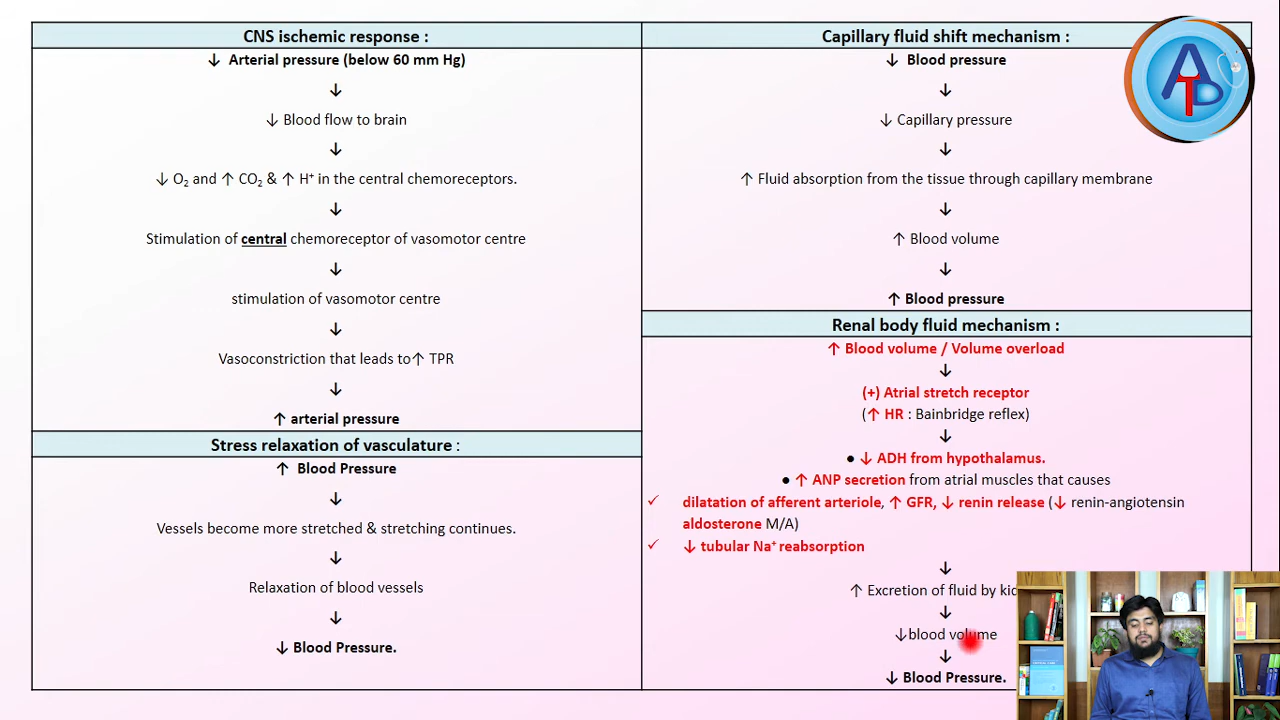 CNS ischemic response :
↓ Arterial pressure (below 60 mm Hg)
↓
↓ Blood flow to brain
↓
↓ O₂ and ↑ CO₂ & ↑ H⁺ in the central chemoreceptors.
↓
Stimulation of central chemoreceptor of vasomotor centre
↓
stimulation of vasomotor centre
↓
Vasoconstriction that leads to↑ TPR
↓
↑ arterial pressure
Stress relaxation of vasculature :
↑ Blood Pressure
↓
Vessels become more stretched & stretching continues.
↓
Relaxation of blood vessels
↓
↓ Blood Pressure.
Capillary fluid shift mechanism :
↓ Blood pressure
↓
↓ Capillary pressure
↓
↑ Fluid absorption from the tissue through capillary membrane
↓
↑ Blood volume
↓
↑ Blood pressure
Renal body fluid mechanism :
↑ Blood volume / Volume overload
↓
(+) Atrial stretch receptor
(↑ HR : Bainbridge reflex)
↓
● ↓ ADH from hypothalamus.
● ↑ ANP secretion from atrial muscles that causes
✓ dilatation of afferent arteriole, ↑ GFR, ↓ renin release (↓ renin-angiotensin
aldosterone M/A)
✓ ↓ tubular Na⁺ reabsorption
↓
↑ Excretion of fluid by
↓
↓blood volume
↓
↓ Blood Pressure.
ATB